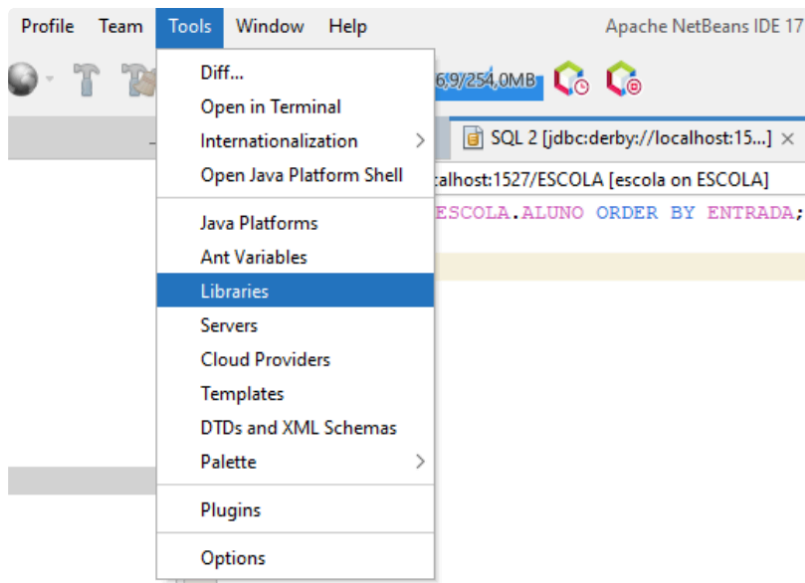 Profile Team Tools Window Help Apache NetBeans IDE 17
Diff...
6,9/254,0MB
Open in Terminal
Internationalization
SQL 2 [jdbc:derby://localhost:15...]
Open Java Platform Shell
alhost:1527/ESCOLA [escola on ESCOLA]
ESCOLA.ALUNO ORDER BY ENTRADA;
Java Platforms
Ant Variables
Libraries
Servers
Cloud Providers
Templates
DTDs and XML Schemas
Palette
Plugins
Options